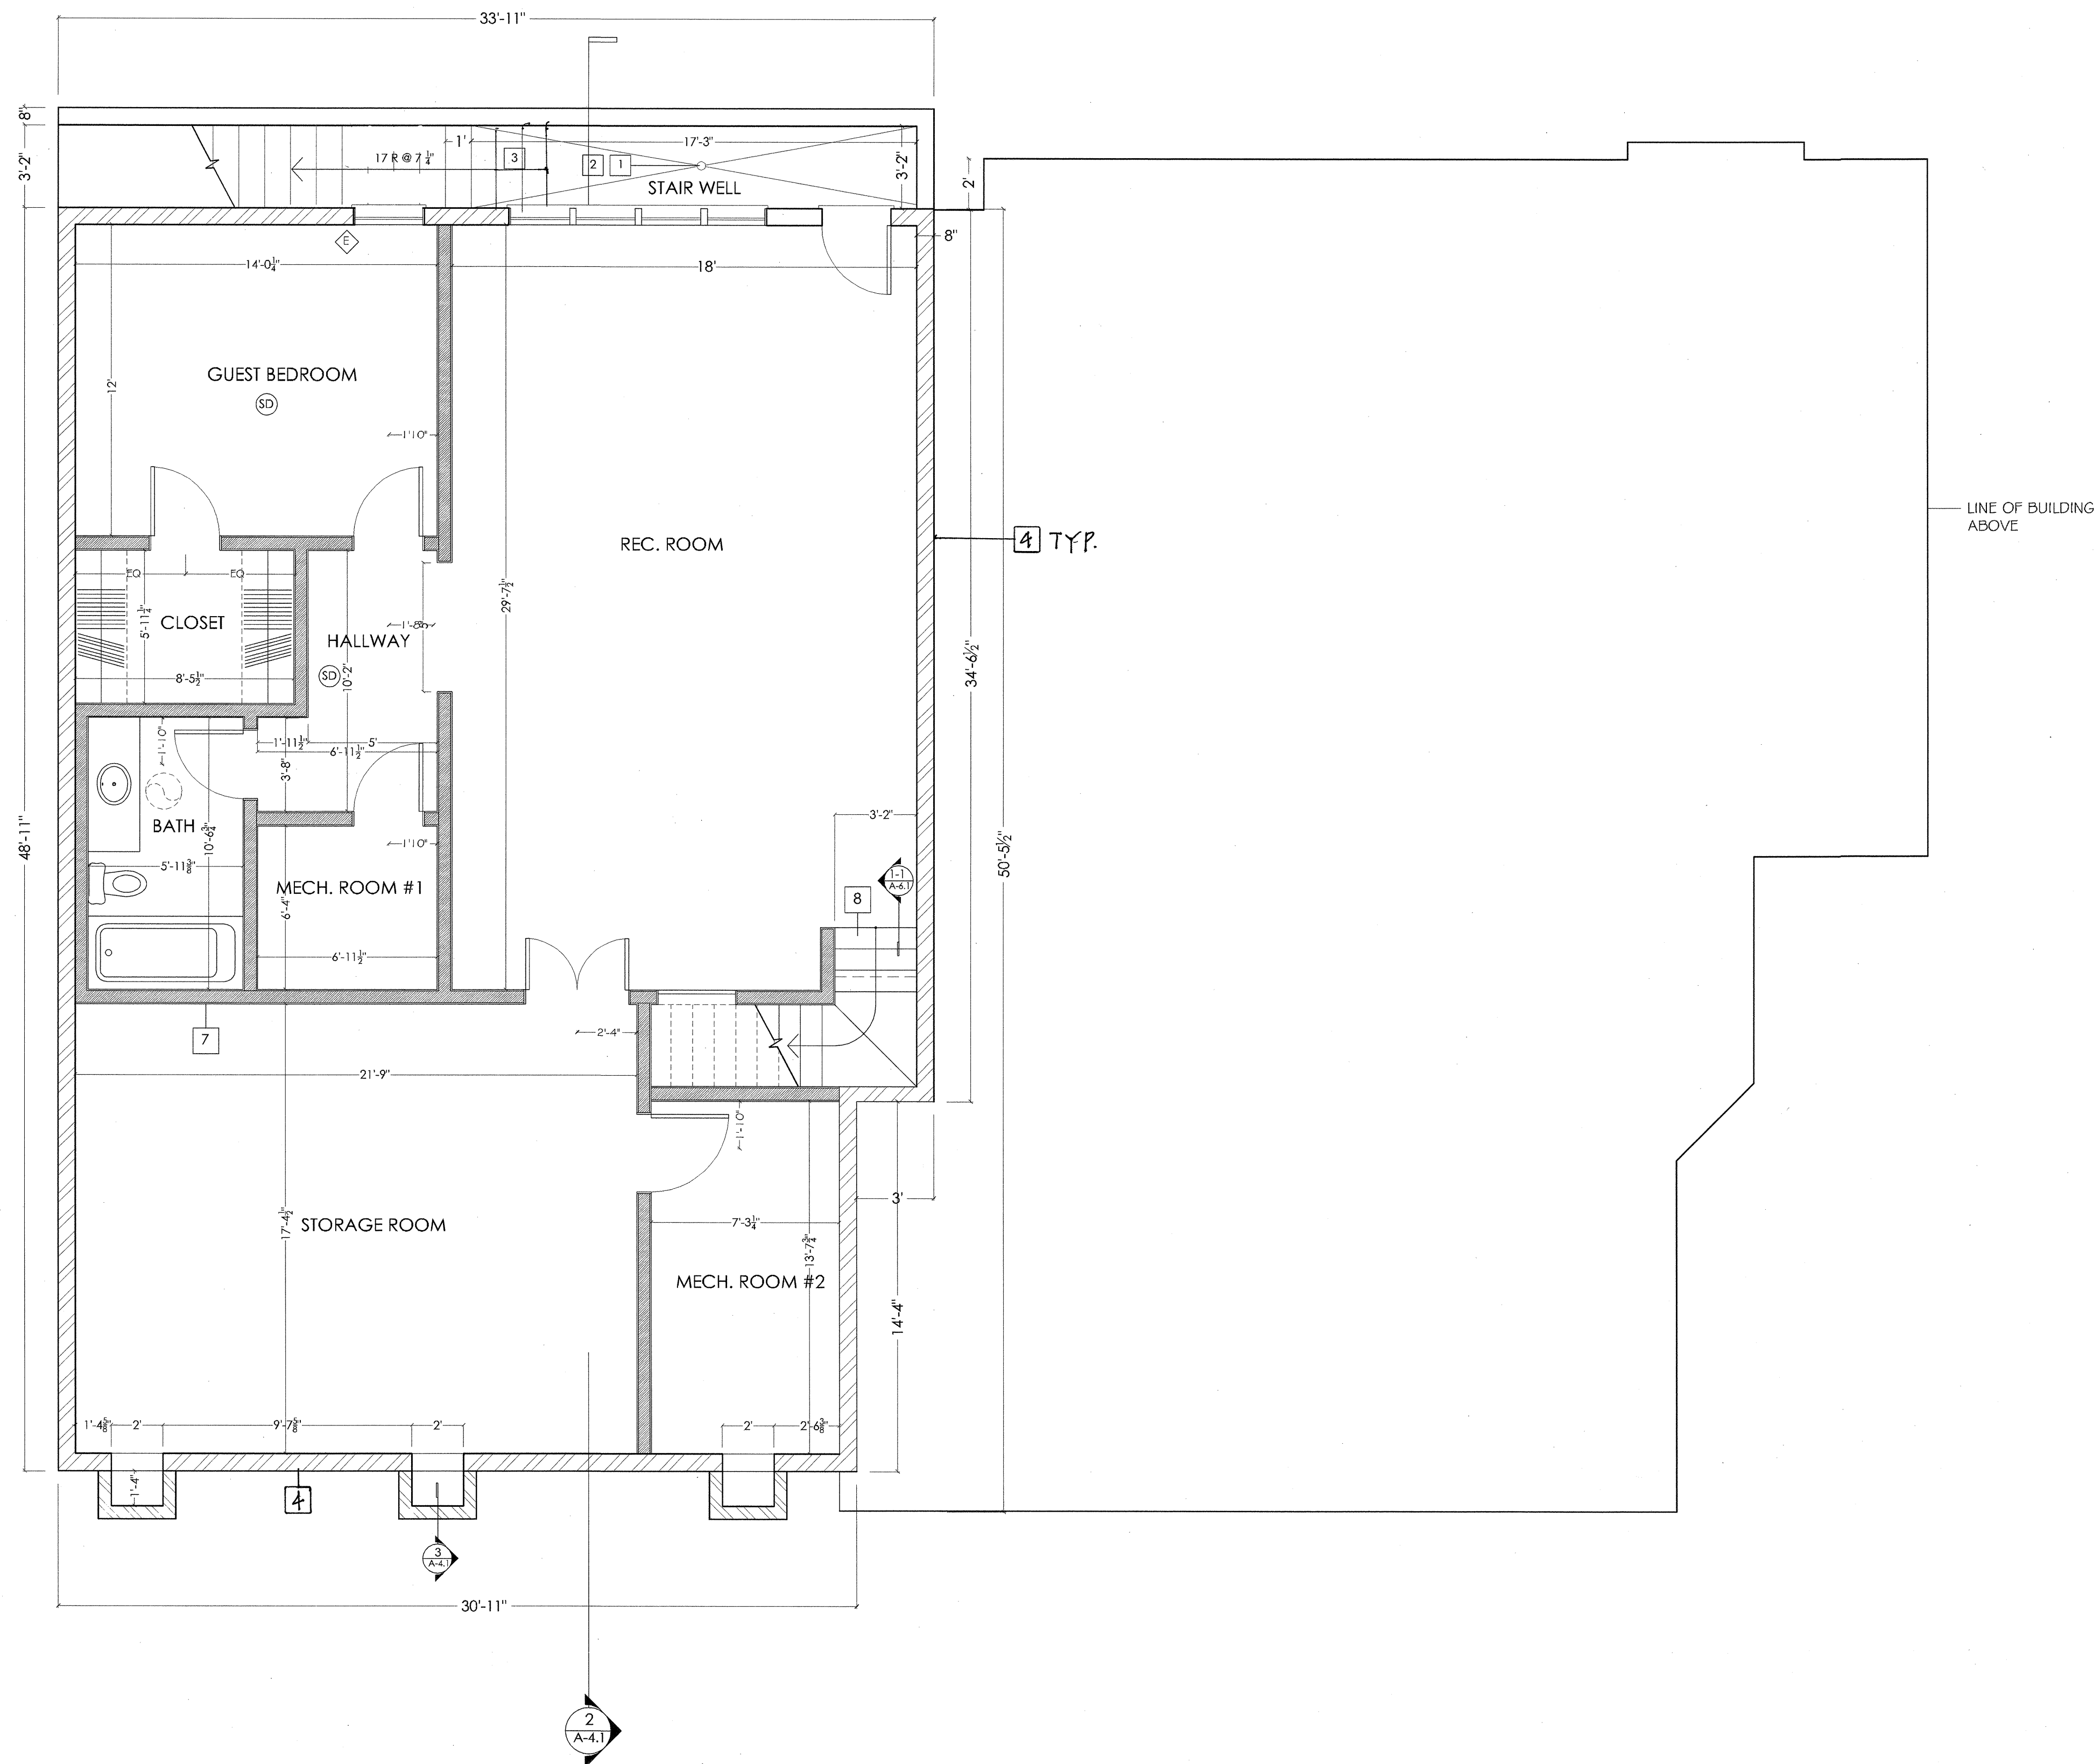 33'-11"
8"
3'-2"
1'
17'-3"
17 R @ 7 1/4"
3
2
1
3'-2"
2'
STAIR WELL
E
8"
14'-0 1/4"
18'
GUEST BEDROOM
12'
SD
1'10"
LINE OF BUILDING
ABOVE
REC. ROOM
4 TYP.
EQ
EQ
29'-7 1/2"
5'-11 1/4"
CLOSET
HALLWAY
34'-6 1/2"
8'-5 1/2"
SD
10'-2"
1'-10"
1'-11 1/2"
5'
6'-11 1/2"
3'-8"
3'-2"
BATH
10'-6 3/4"
48'-11"
50'-5 1/2"
1'10"
5'-11 3/8"
1-1
A-6.1
MECH. ROOM #1
8
6'-4"
6'-11 1/2"
7
2'-4"
21'-9"
1'-10"
3'
STORAGE ROOM
17'-4 1/2"
7'-3 1/4"
13'-7 3/4"
MECH. ROOM #2
14'-4"
1'-4 5/8"
2'
9'-7 5/8"
2'
2'
2'-6 3/8"
1'-4"
4
3
A-4.1
30'-11"
2
A-4.1